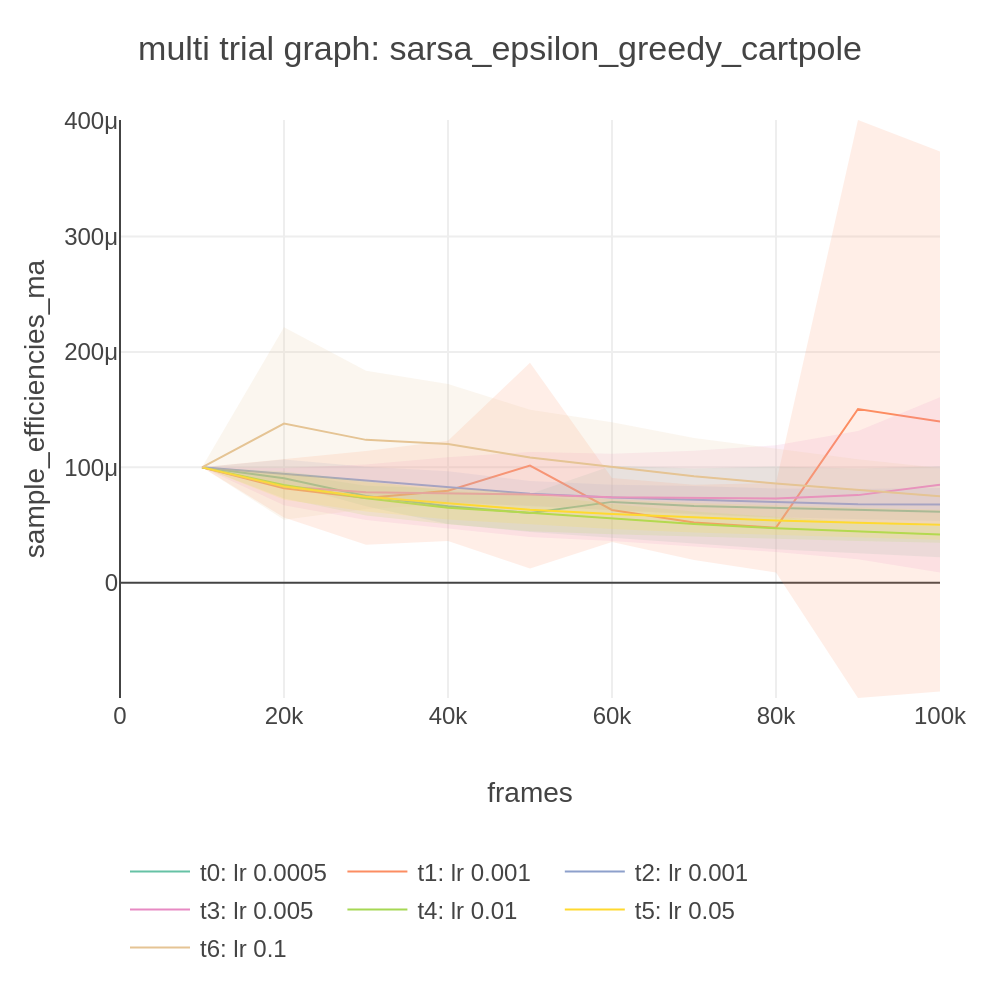 multi trial graph: sarsa_epsilon_greedy_cartpole
400μ
300μ
200μ
100μ
0
sample_efficiencies_ma
0 20k 40k 60k 80k 100k
frames
t0: lr 0.0005 t1: lr 0.001 t2: lr 0.001
t3: lr 0.005 t4: lr 0.01 t5: lr 0.05
t6: lr 0.1